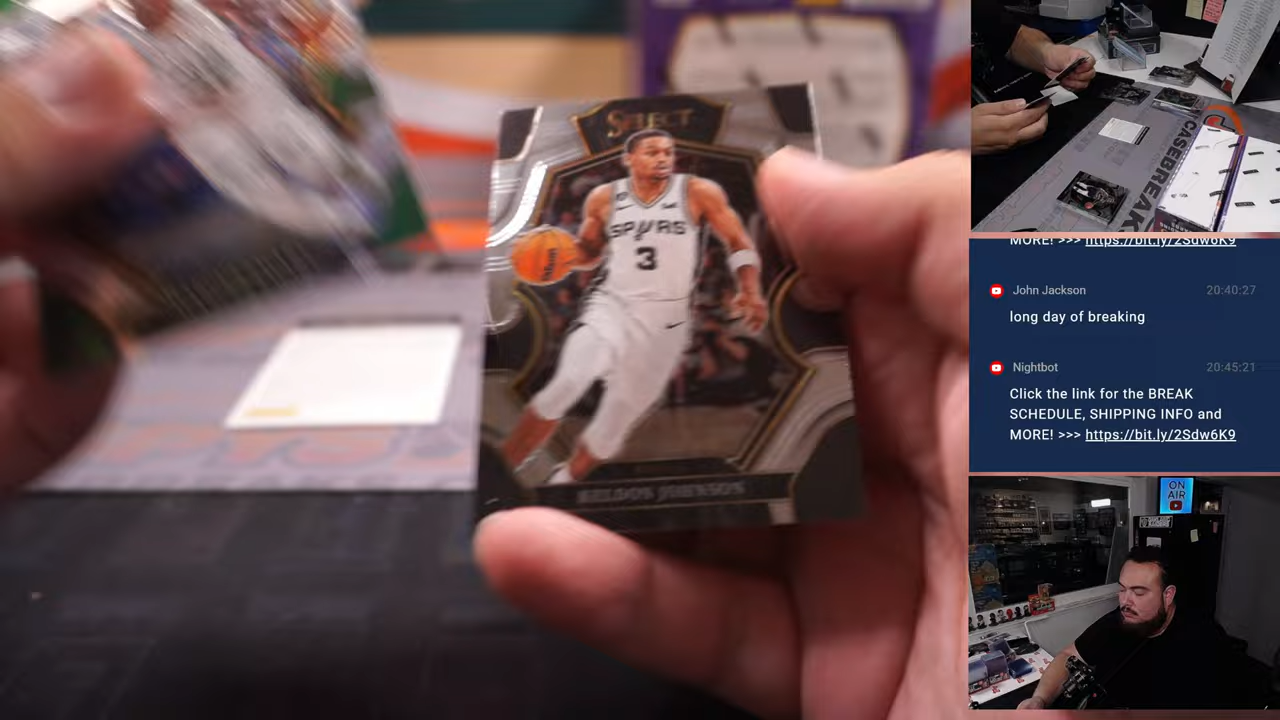 SELECT
SPURS
3
KELDON JOHNSON
CASEBREAK
MORE! >>> https://bit.ly/2Sdw6K9
John Jackson 20:40:27
long day of breaking
Nightbot 20:45:21
Click the link for the BREAK
SCHEDULE, SHIPPING INFO and
MORE! >>> https://bit.ly/2Sdw6K9
ON
AIR